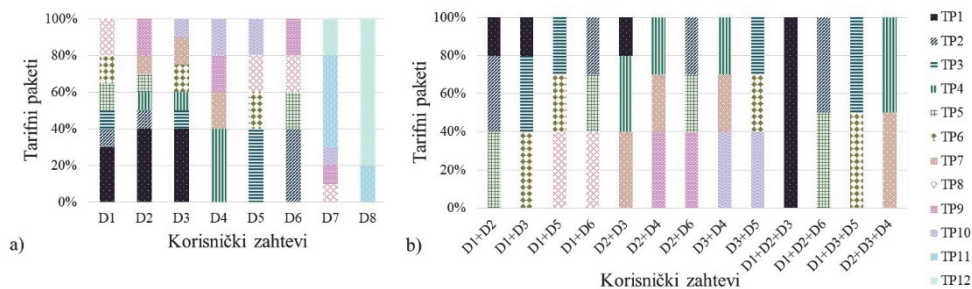 100%
80%
60%
40%
20%
0%
Tarifni paketi
D1 D2 D3 D4 D5 D6 D7 D8
a)
Korisnički zahtevi
100%
80%
60%
40%
20%
0%
Tarifni paketi
D1+D2
D1+D3
D1+D5
D1+D6
D2+D3
D2+D4
D2+D6
D3+D4
D3+D5
D1+D2+D3
D1+D2+D6
D1+D3+D5
D2+D3+D4
b)
Korisnički zahtevi
TP1
TP2
TP3
TP4
TP5
TP6
TP7
TP8
TP9
TP10
TP11
TP12